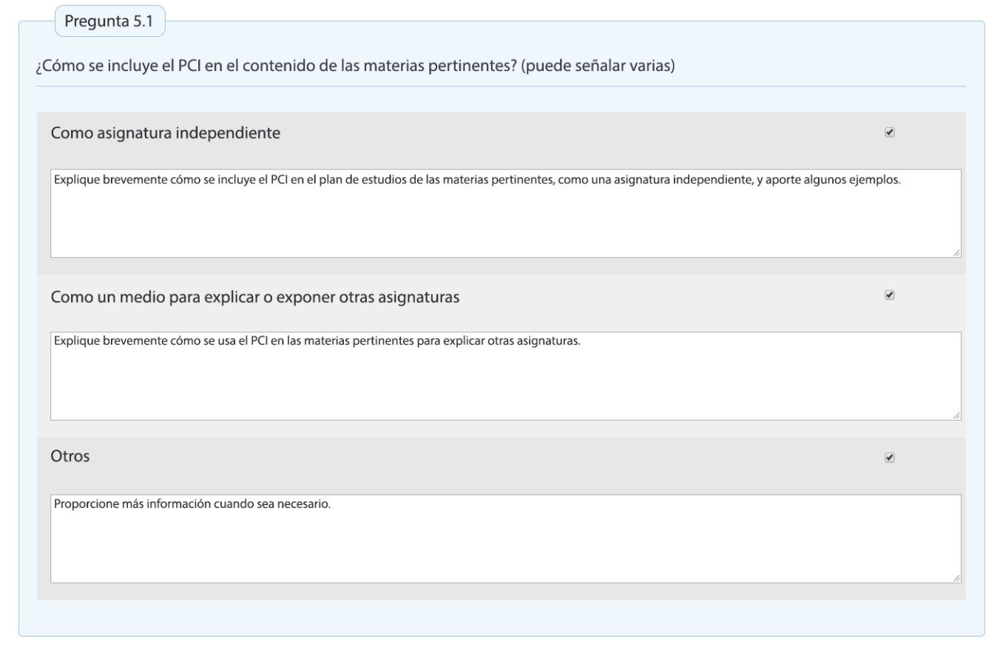 Pregunta 5.1
¿Cómo se incluye el PCI en el contenido de las materias pertinentes? (puede señalar varias)
Como asignatura independiente
Explique brevemente cómo se incluye el PCI en el plan de estudios de las materias pertinentes, como una asignatura independiente, y aporte algunos ejemplos.
Como un medio para explicar o exponer otras asignaturas
Explique brevemente cómo se usa el PCI en las materias pertinentes para explicar otras asignaturas.
Otros
Proporcione más información cuando sea necesario.